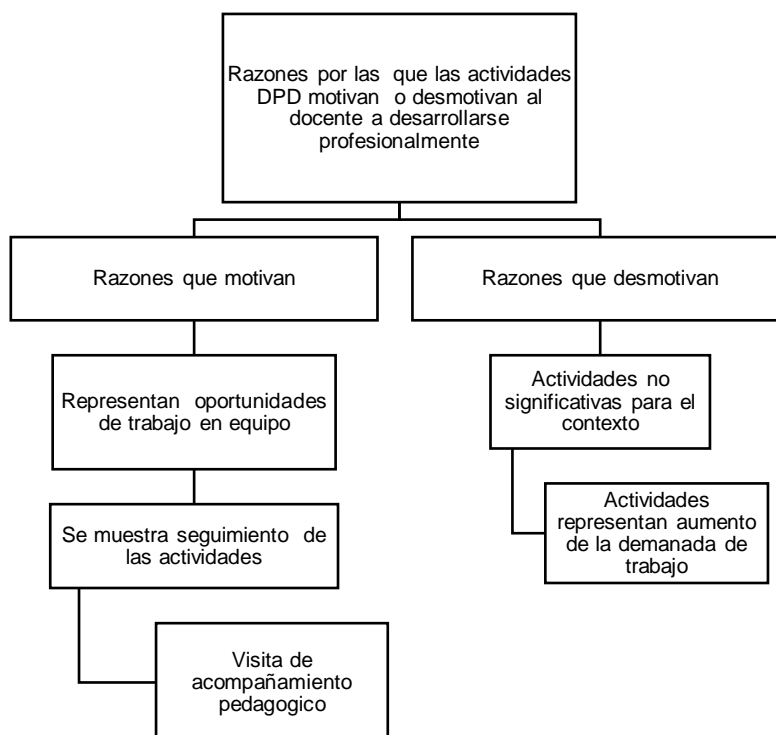 Razones por las que las actividades
DPD motivan o desmotivan al
docente a desarrollarse
profesionalmente
Razones que motivan
Razones que desmotivan
Representan oportunidades
de trabajo en equipo
Actividades no
significativas para el
contexto
Se muestra seguimiento de
las actividades
Actividades
representan aumento
de la demanada de
trabajo
Visita de
acompañamiento
pedagogico